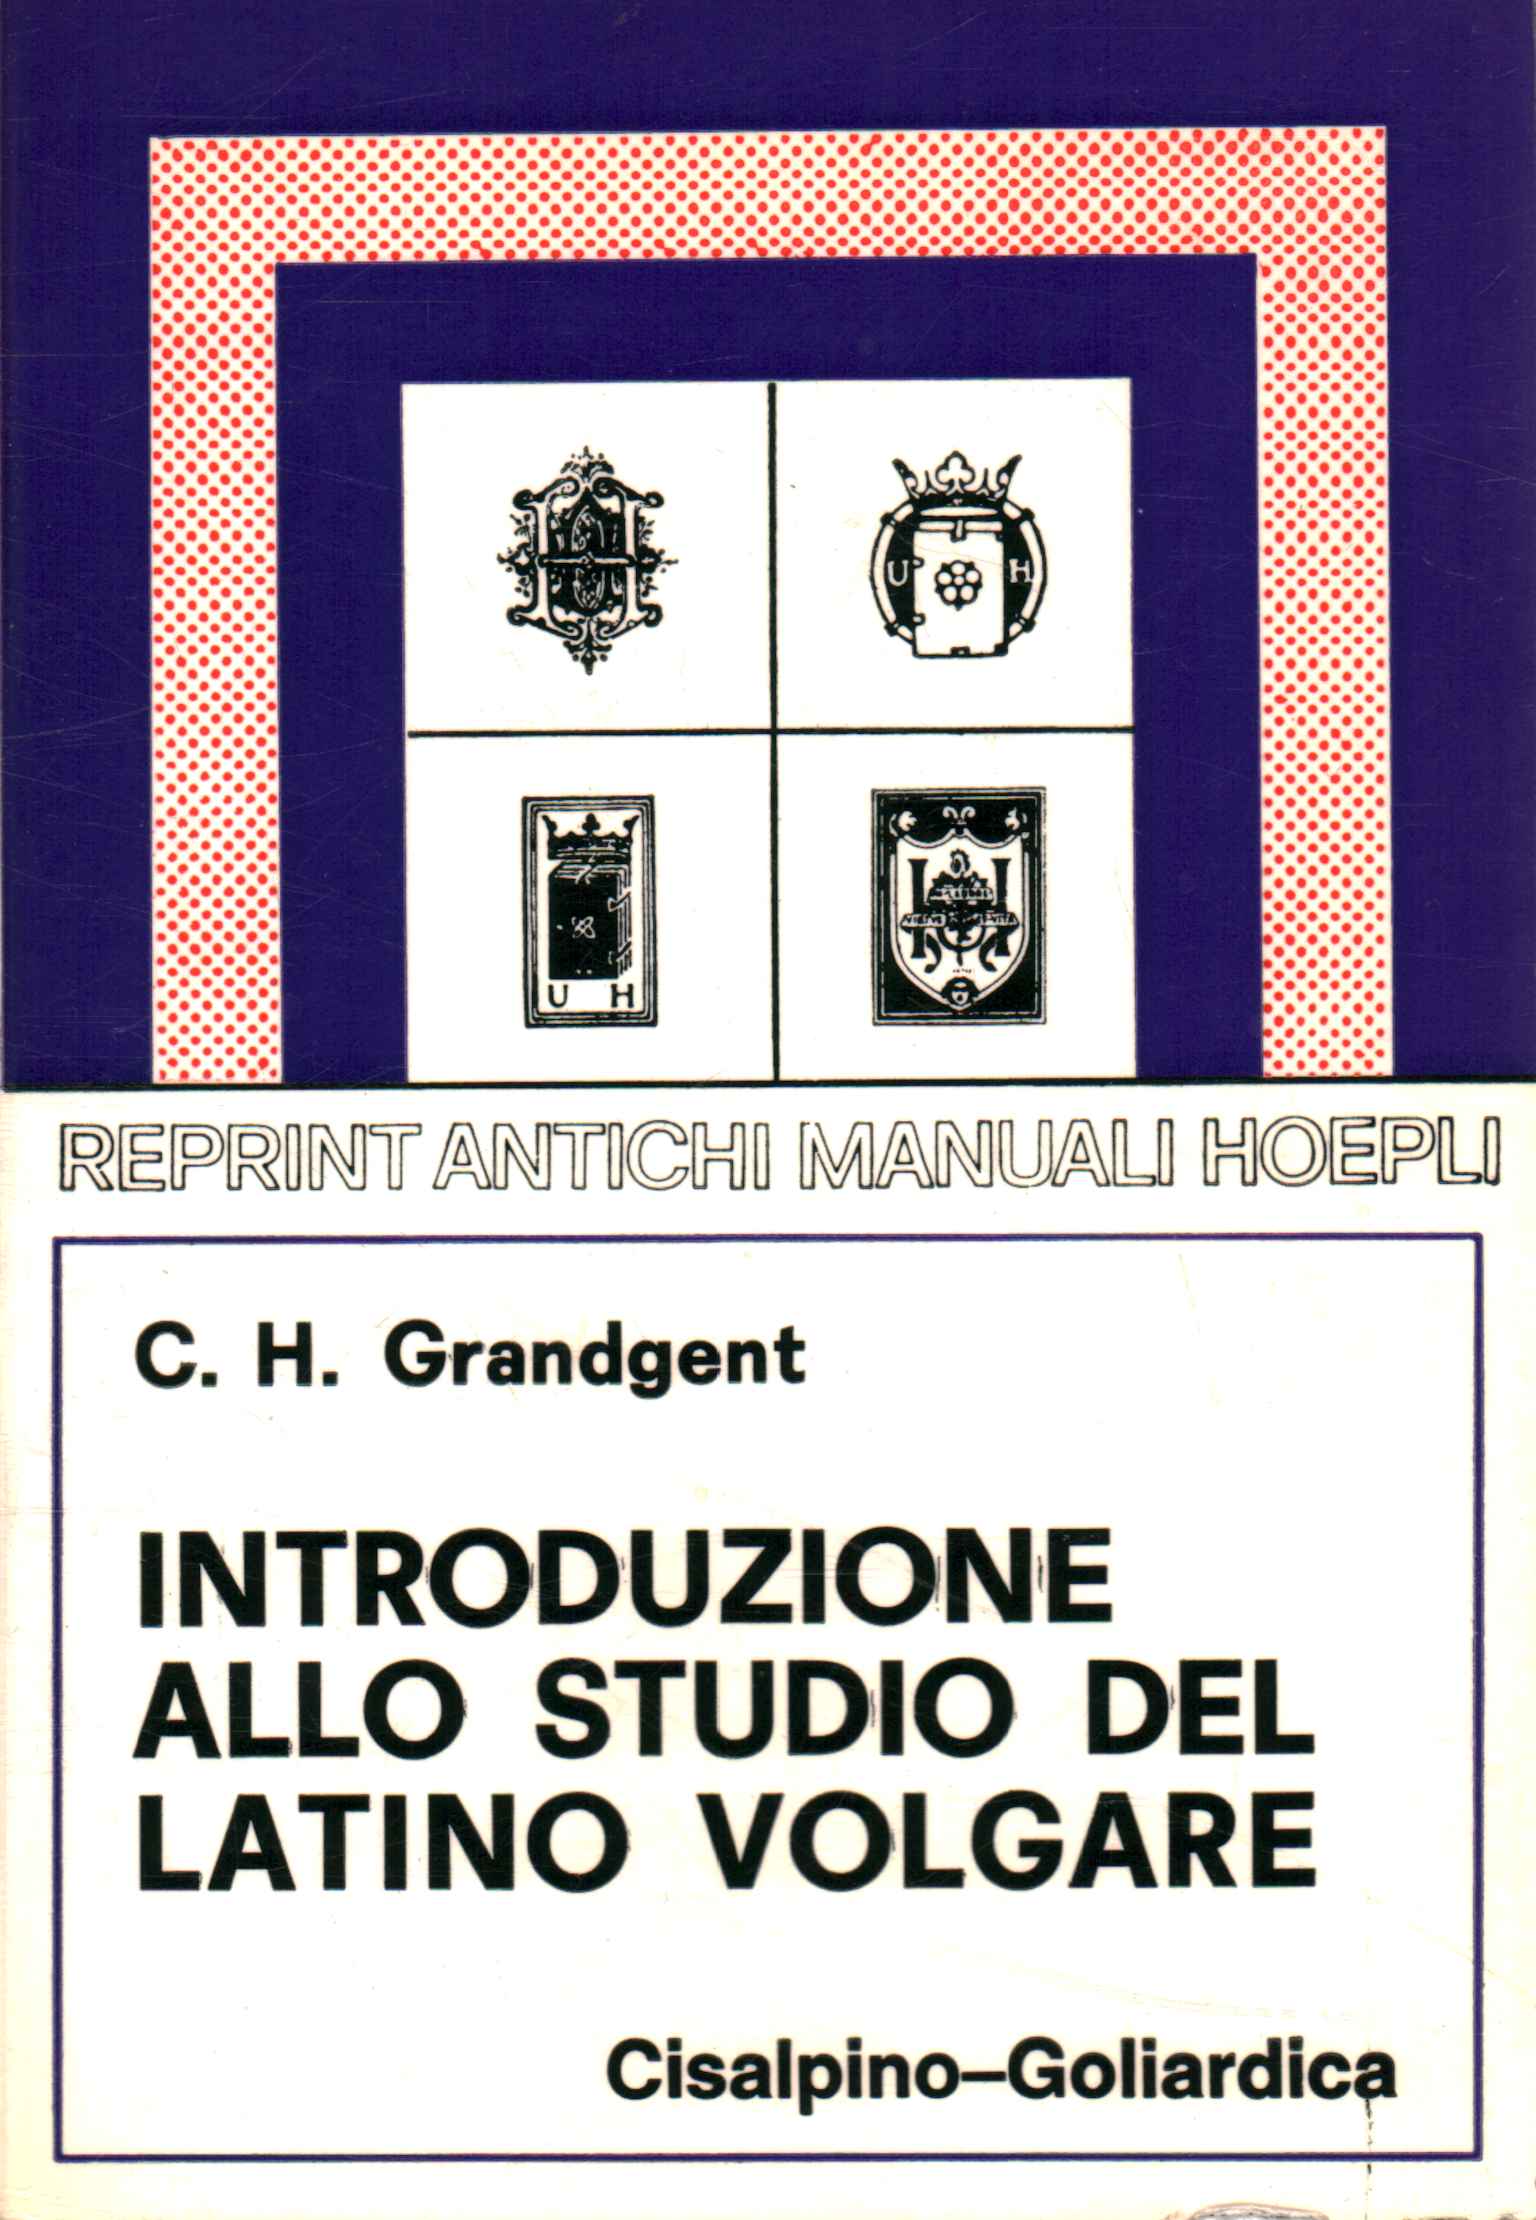 U H
U H
REPRINT ANTICHI MANUALI HOEPLI
C. H. Grandgent
INTRODUZIONE
ALLO STUDIO DEL
LATINO VOLGARE
Cisalpino–Goliardica